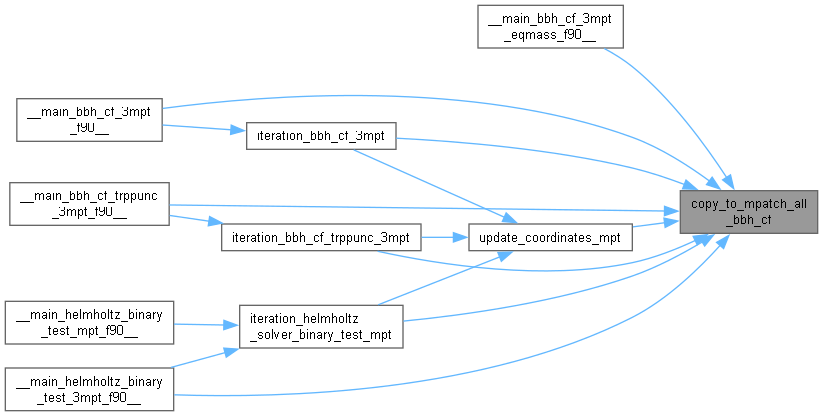 __main_bbh_cf_3mpt
_eqmass_f90__
__main_bbh_cf_3mpt
_f90__
iteration_bbh_cf_3mpt
__main_bbh_cf_trppunc
_3mpt_f90__
copy_to_mpatch_all
_bbh_cf
iteration_bbh_cf_trppunc_3mpt
update_coordinates_mpt
__main_helmholtz_binary
_test_mpt_f90__
iteration_helmholtz
_solver_binary_test_mpt
__main_helmholtz_binary
_test_3mpt_f90__